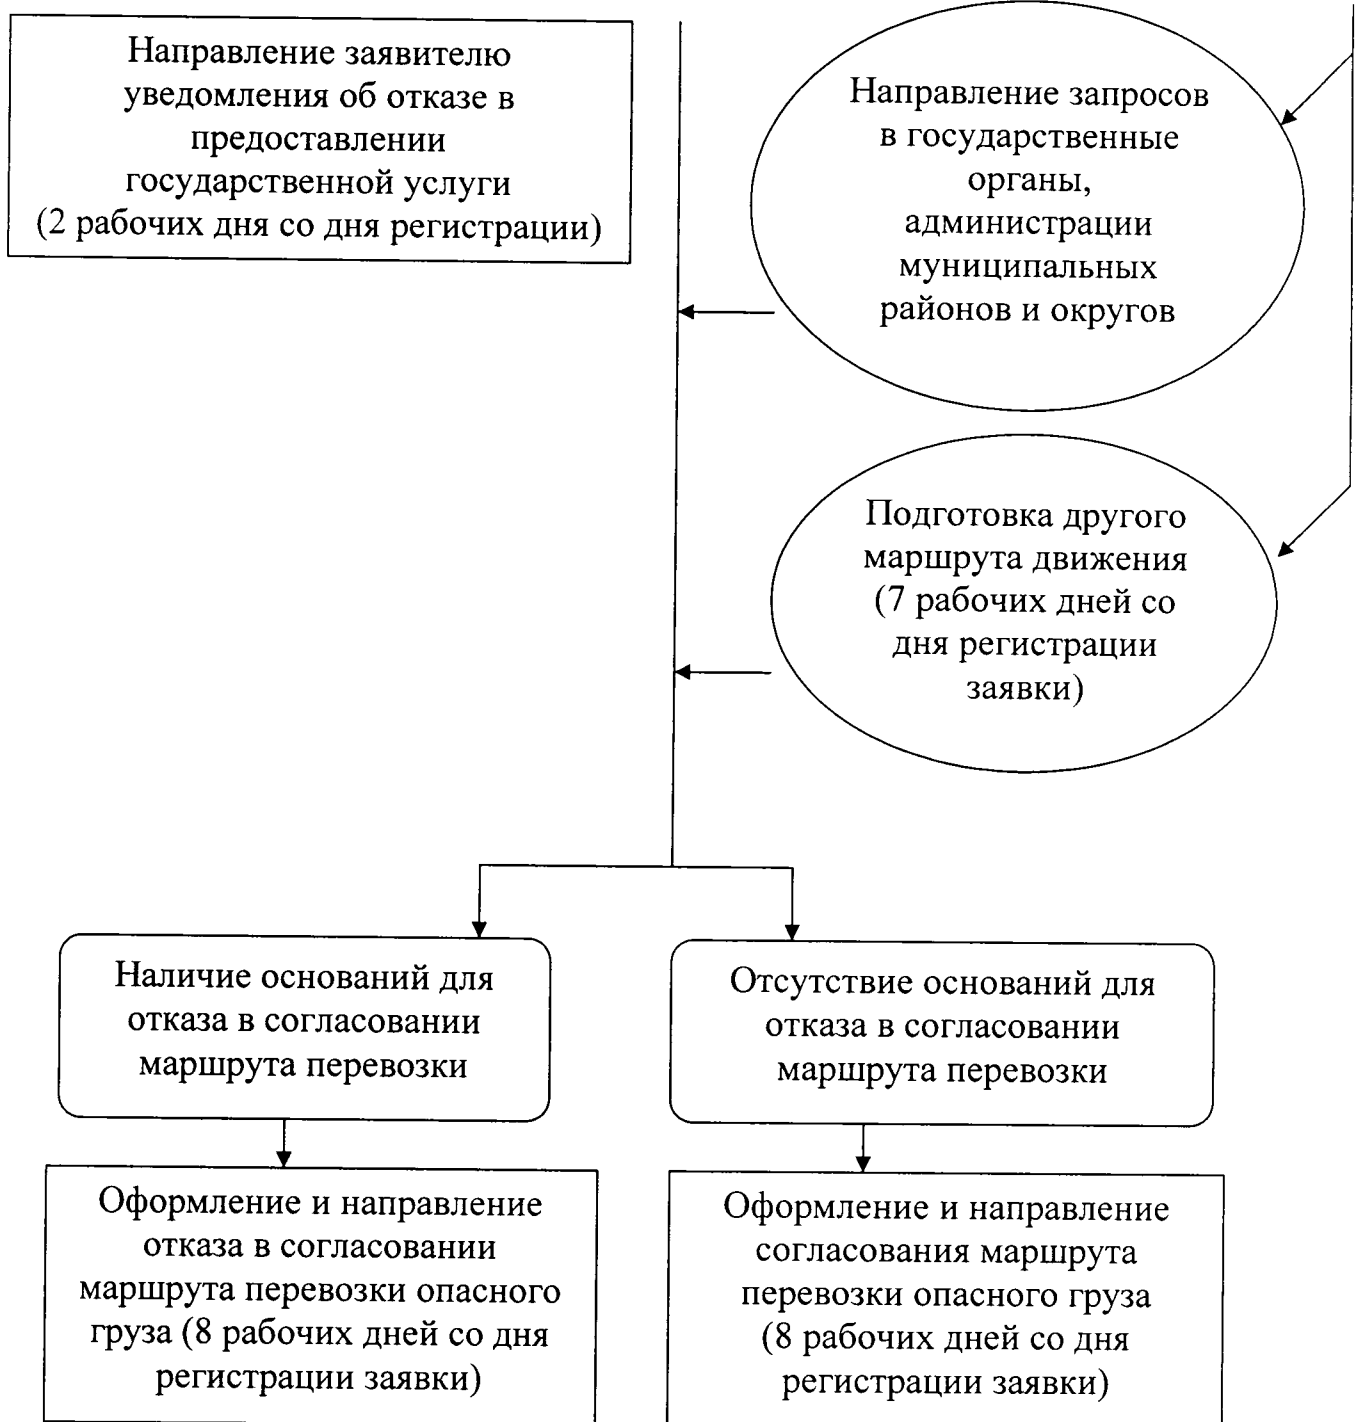 Направление заявителю
уведомления об отказе в
предоставлении
государственной услуги
(2 рабочих дня со дня регистрации)
Направление запросов
в государственные
органы,
администрации
муниципальных
районов и округов
Подготовка другого
маршрута движения
(7 рабочих дней со
дня регистрации
заявки)
Наличие оснований для
отказа в согласовании
маршрута перевозки
Отсутствие оснований для
отказа в согласовании
маршрута перевозки
Оформление и направление
отказа в согласовании
маршрута перевозки опасного
груза (8 рабочих дней со дня
регистрации заявки)
Оформление и направление
согласования маршрута
перевозки опасного груза
(8 рабочих дней со дня
регистрации заявки)